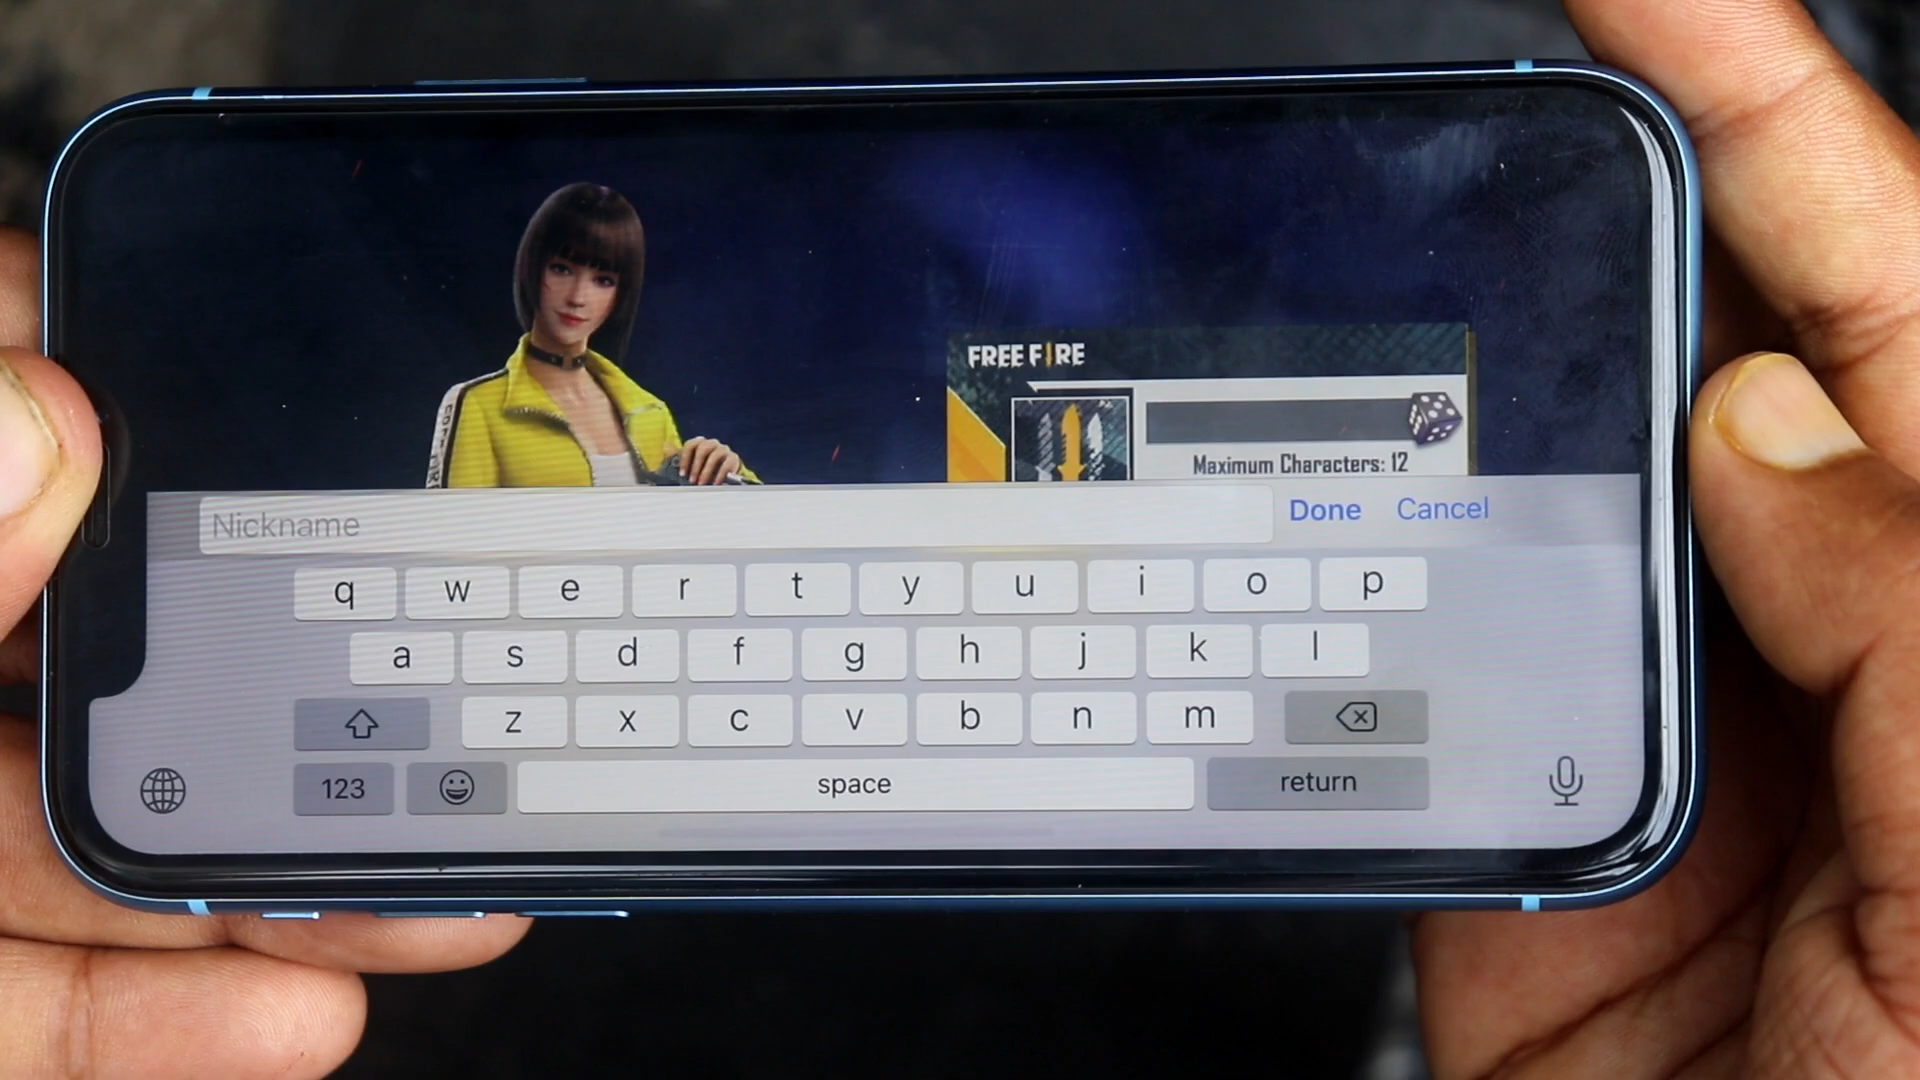 FREE FIRE
Maximum Characters: 12
Nickname
Done Cancel
q w e r t y u i o p
a s d f g h j k l
z x c v b n m
123 space return